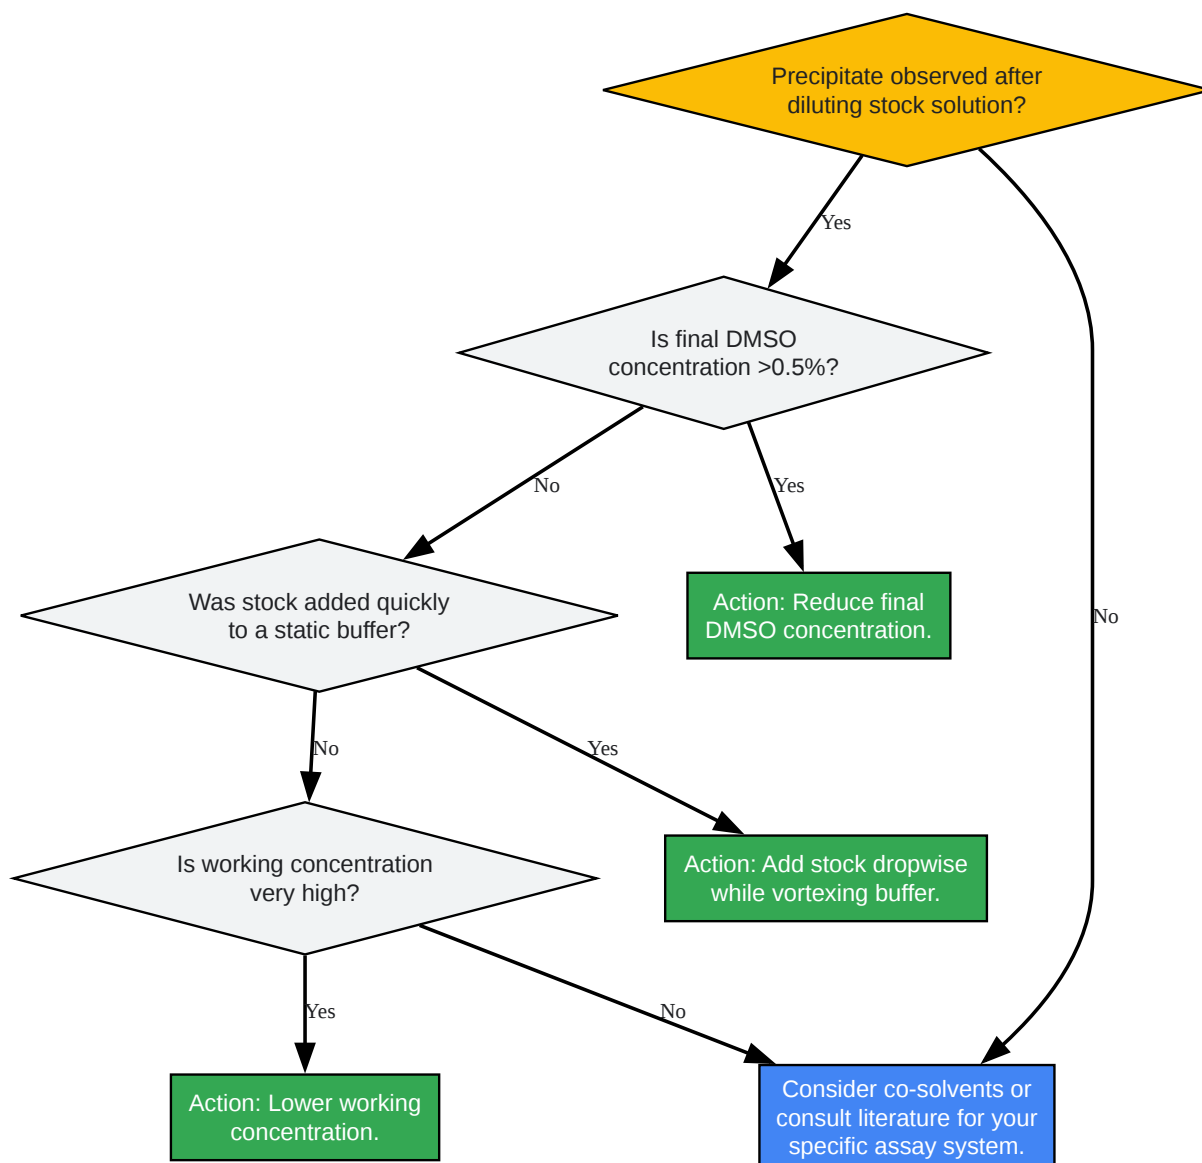 Precipitate observed after
diluting stock solution?
Yes
Is final DMSO
concentration >0.5%?
No
Yes
Was stock added quickly
to a static buffer?
Action: Reduce final
DMSO concentration.
No
No
Yes
Is working concentration
very high?
Action: Add stock dropwise
while vortexing buffer.
Yes
No
Action: Lower working
concentration.
Consider co-solvents or
consult literature for your
specific assay system.